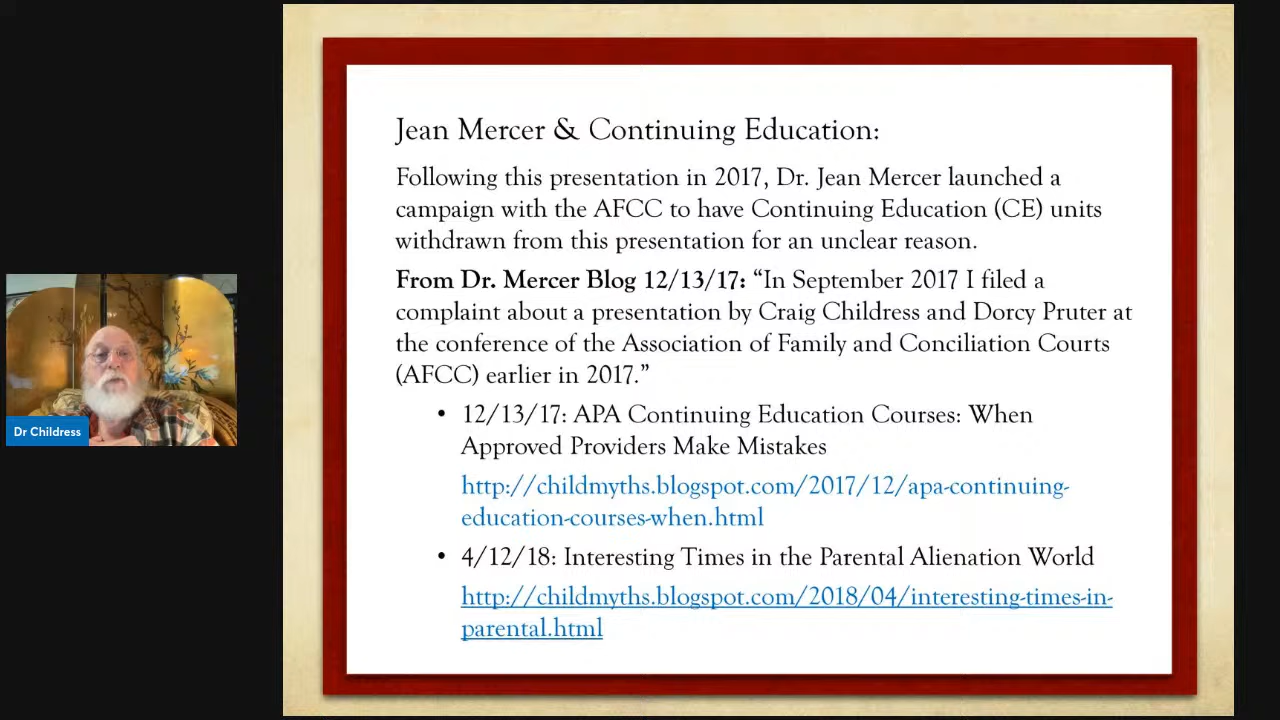 Jean Mercer & Continuing Education:
Following this presentation in 2017, Dr. Jean Mercer launched a
campaign with the AFCC to have Continuing Education (CE) units
withdrawn from this presentation for an unclear reason.
From Dr. Mercer Blog 12/13/17: “In September 2017 I filed a
complaint about a presentation by Craig Childress and Dorcy Pruter at
the conference of the Association of Family and Conciliation Courts
(AFCC) earlier in 2017.”
• 12/13/17: APA Continuing Education Courses: When
Approved Providers Make Mistakes
http://childmyths.blogspot.com/2017/12/apa-continuing-
education-courses-when.html
• 4/12/18: Interesting Times in the Parental Alienation World
http://childmyths.blogspot.com/2018/04/interesting-times-in-
parental.html
Dr Childress